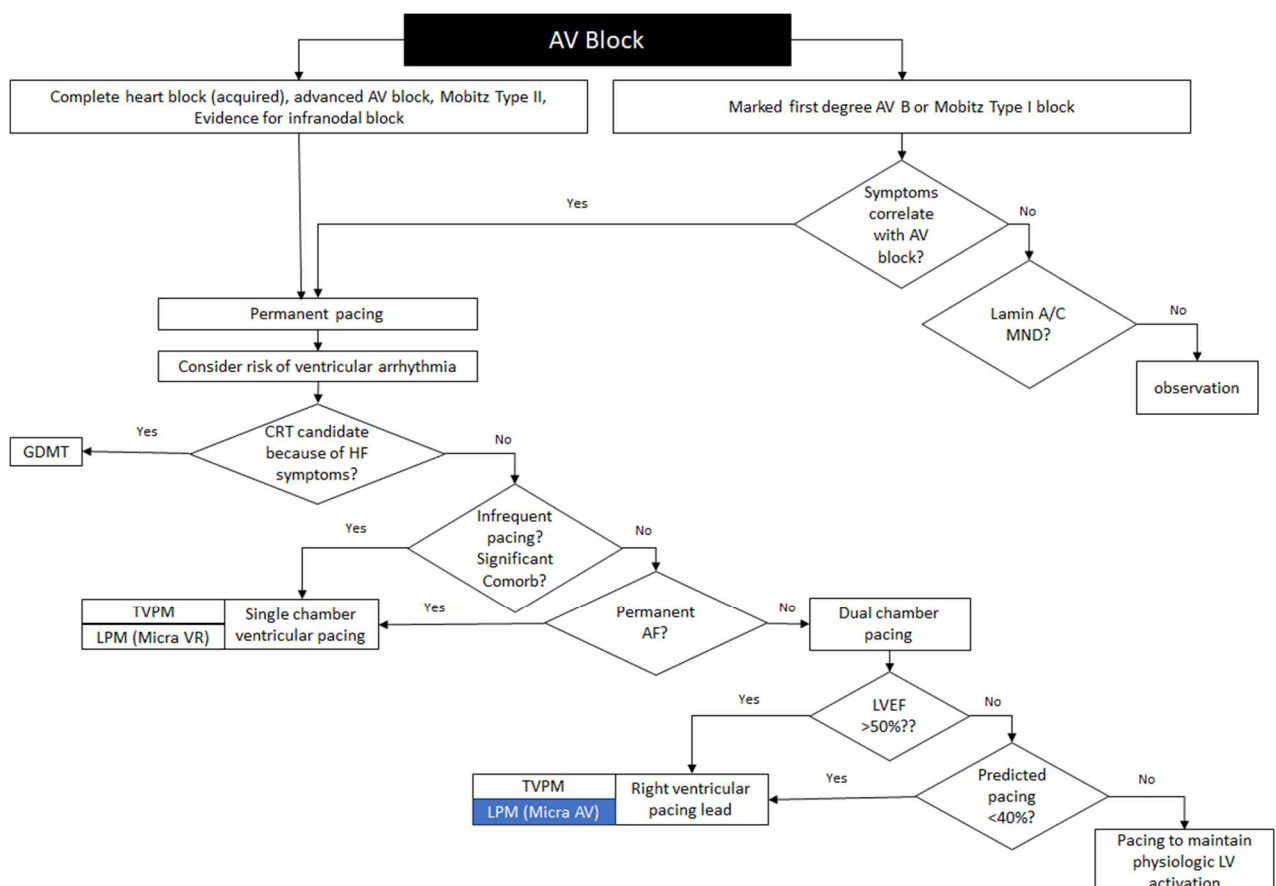 AV Block
Complete heart block (acquired), advanced AV block, Mobitz Type II,
Evidence for infranodal block
Marked first degree AV B or Mobitz Type I block
Symptoms
correlate
with AV
block?
Yes
No
Lamin A/C
MND?
No
observation
Permanent pacing
Consider risk of ventricular arrhythmia
CRT candidate
because of HF
symptoms?
Yes
No
GDMT
Infrequent
pacing?
Significant
Comorb?
Yes
No
TVPM
LPM (Micra VR)
Single chamber
ventricular pacing
Yes
Permanent
AF?
No
Dual chamber
pacing
LVEF
>50%??
Yes
No
TVPM
LPM (Micra AV)
Right ventricular
pacing lead
Yes
Predicted
pacing
<40%?
No
Pacing to maintain
physiologic LV
activation